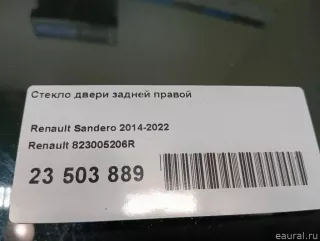 Стекло двери задней правой
Renault Sandero 2014-2022
Renault 823005206R
23 503 889
© eaural.ru